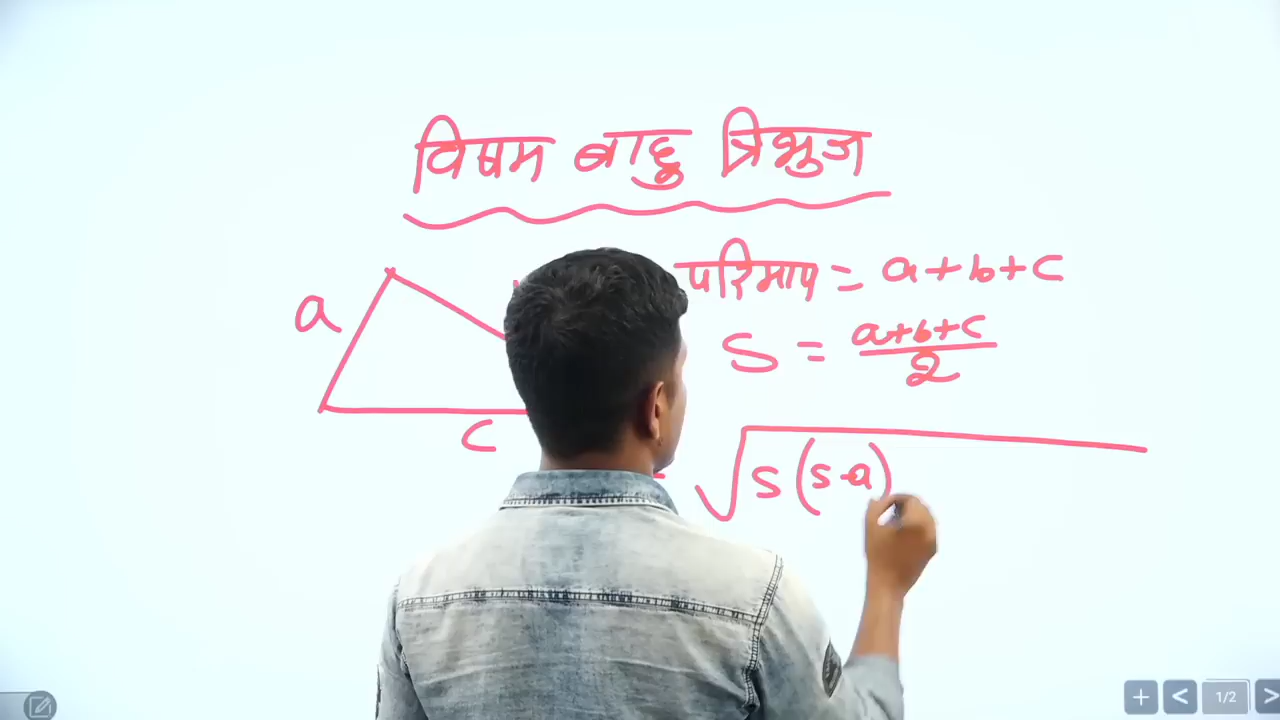 विषम बाहु त्रिभुज
परिमाप = a+b+c
a
S = a+b+c/2
c
= √S(s-a)
1/2